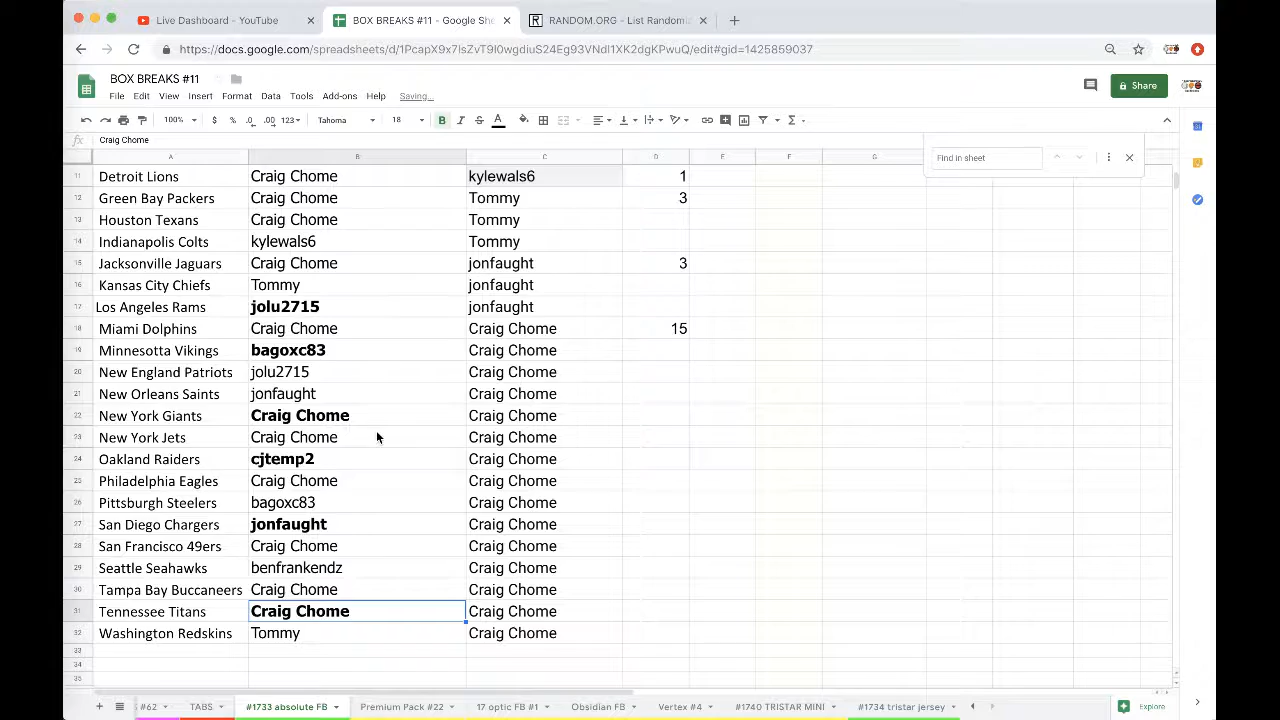 Live Dashboard - YouTube
BOX BREAKS #11 - Google She
RANDOM.ORG - List Randomi
https://docs.google.com/spreadsheets/d/1PcapX9x7lsZvT9l0wgdiuS24Eg93VNdl1XK2dgKPwuQ/edit#gid=1425859037
BOX BREAKS #11
File Edit View Insert Format Data Tools Add-ons Help Saving...
Share
100% $ % .0 .00 123 Tahoma 18 B A
fx Craig Chome
Find in sheet
A B C D E F G
11 Detroit Lions Craig Chome kylewals6 1
12 Green Bay Packers Craig Chome Tommy 3
13 Houston Texans Craig Chome Tommy
14 Indianapolis Colts kylewals6 Tommy
15 Jacksonville Jaguars Craig Chome jonfaught 3
16 Kansas City Chiefs Tommy jonfaught
17 Los Angeles Rams jolu2715 jonfaught
18 Miami Dolphins Craig Chome Craig Chome 15
19 Minnesotta Vikings bagoxc83 Craig Chome
20 New England Patriots jolu2715 Craig Chome
21 New Orleans Saints jonfaught Craig Chome
22 New York Giants Craig Chome Craig Chome
23 New York Jets Craig Chome Craig Chome
24 Oakland Raiders cjtemp2 Craig Chome
25 Philadelphia Eagles Craig Chome Craig Chome
26 Pittsburgh Steelers bagoxc83 Craig Chome
27 San Diego Chargers jonfaught Craig Chome
28 San Francisco 49ers Craig Chome Craig Chome
29 Seattle Seahawks benfrankendz Craig Chome
30 Tampa Bay Buccaneers Craig Chome Craig Chome
31 Tennessee Titans Craig Chome Craig Chome
32 Washington Redskins Tommy Craig Chome
33
34
35
#62 TABS #1733 absolute FB Premium Pack #22 17 optic FB #1 Obsidian FB Vertex #4 #1740 TRISTAR MINI #1734 tristar jersey Explore